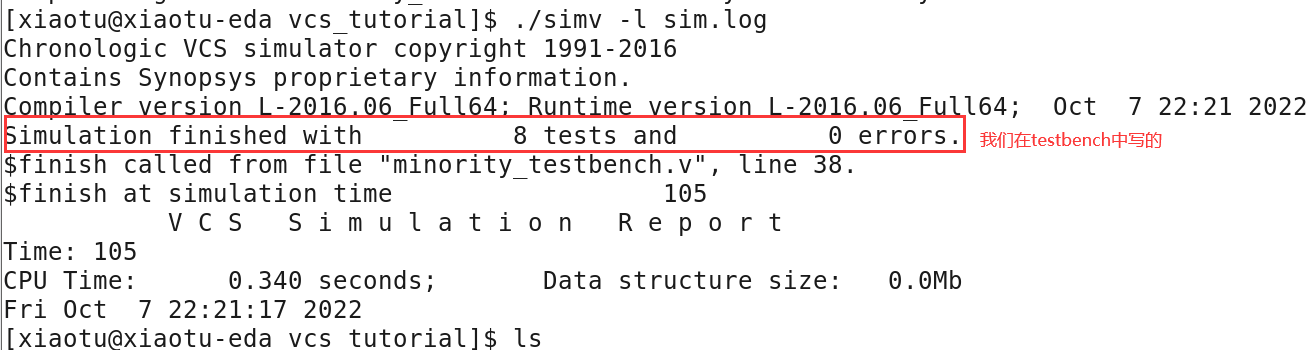 [xiaotu@xiaotu-eda vcs_tutorial]$ ./simv -l sim.log
Chronologic VCS simulator copyright 1991-2016
Contains Synopsys proprietary information.
Compiler version L-2016.06_Full64; Runtime version L-2016.06_Full64;  Oct  7 22:21 2022
Simulation finished with          8 tests and          0 errors. 我们在testbench中写的
$finish called from file "minority_testbench.v", line 38.
$finish at simulation time                  105
           V C S   S i m u l a t i o n   R e p o r t
Time: 105
CPU Time:      0.340 seconds;       Data structure size:   0.0Mb
Fri Oct  7 22:21:17 2022
[xiaotu@xiaotu-eda vcs_tutorial]$ ls